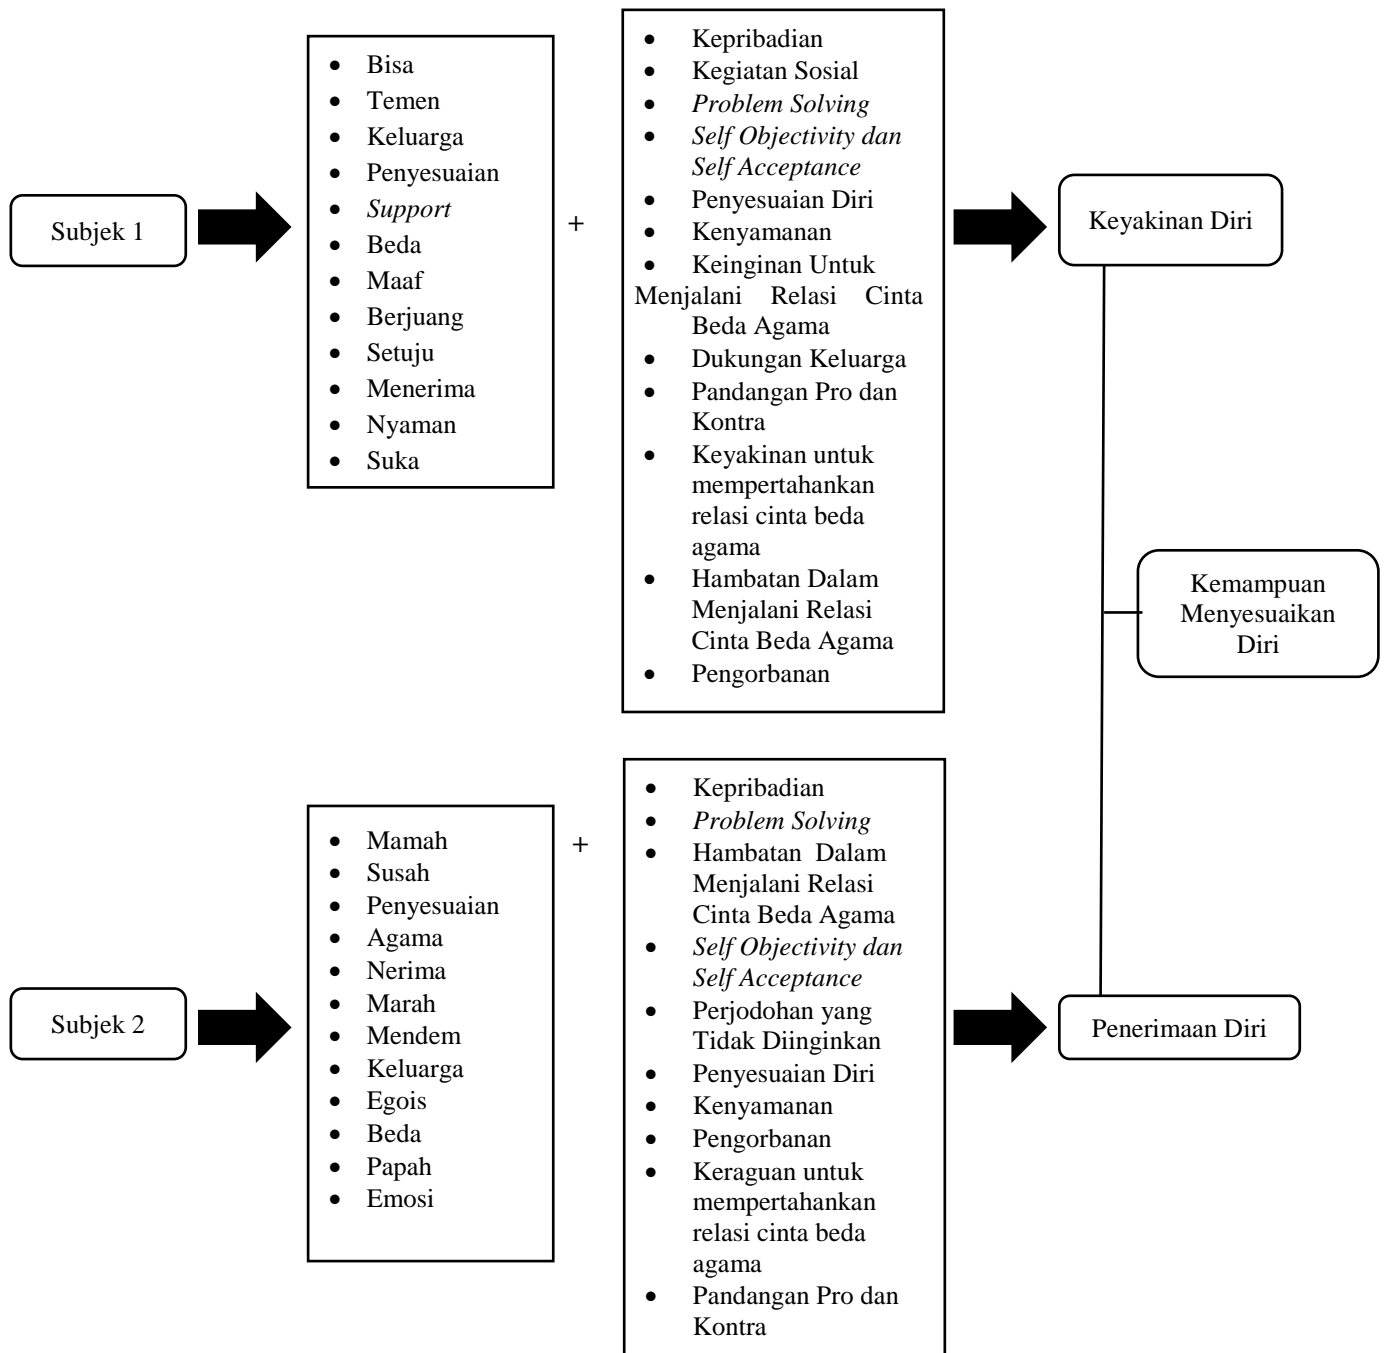 Subjek 1
• Bisa
• Temen
• Keluarga
• Penyesuaian
• Support
• Beda
• Maaf
• Berjuang
• Setuju
• Menerima
• Nyaman
• Suka
+
• Kepribadian
• Kegiatan Sosial
• Problem Solving
• Self Objectivity dan
Self Acceptance
• Penyesuaian Diri
• Kenyamanan
• Keinginan Untuk
Menjalani Relasi Cinta
Beda Agama
• Dukungan Keluarga
• Pandangan Pro dan
Kontra
• Keyakinan untuk
mempertahankan
relasi cinta beda
agama
• Hambatan Dalam
Menjalani Relasi
Cinta Beda Agama
• Pengorbanan
Keyakinan Diri
Kemampuan
Menyesuaikan
Diri
Subjek 2
• Mamah
• Susah
• Penyesuaian
• Agama
• Nerima
• Marah
• Mendem
• Keluarga
• Egois
• Beda
• Papah
• Emosi
+
• Kepribadian
• Problem Solving
• Hambatan Dalam
Menjalani Relasi
Cinta Beda Agama
• Self Objectivity dan
Self Acceptance
• Perjodohan yang
Tidak Diinginkan
• Penyesuaian Diri
• Kenyamanan
• Pengorbanan
• Keraguan untuk
mempertahankan
relasi cinta beda
agama
• Pandangan Pro dan
Kontra
Penerimaan Diri